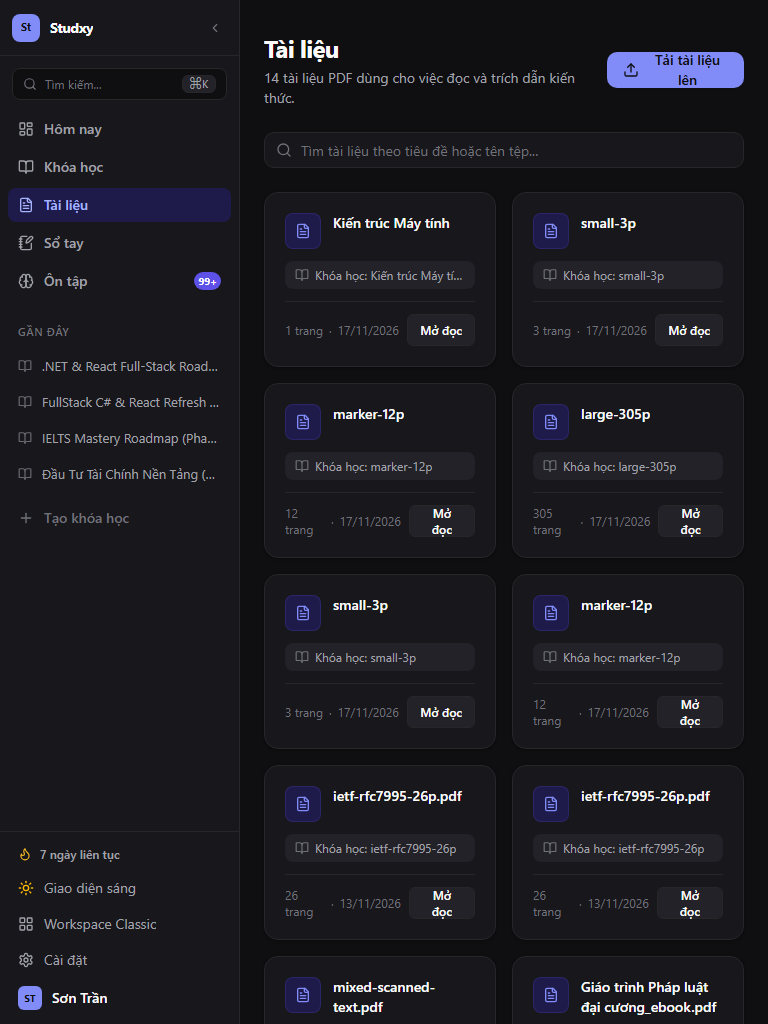 St Studxy
Tìm kiếm... ⌘K
Hôm nay
Khóa học
Tài liệu
Sổ tay
Ôn tập 99+
GẦN ĐÂY
.NET & React Full-Stack Road...
FullStack C# & React Refresh ...
IELTS Mastery Roadmap (Pha...
Đầu Tư Tài Chính Nền Tảng (...
Tạo khóa học
7 ngày liên tục
Giao diện sáng
Workspace Classic
Cài đặt
ST Sơn Trần
Tài liệu
14 tài liệu PDF dùng cho việc đọc và trích dẫn kiến
thức.
Tải tài liệu
lên
Tìm tài liệu theo tiêu đề hoặc tên tệp...
Kiến trúc Máy tính
Khóa học: Kiến trúc Máy tí...
1 trang · 17/11/2026 Mở đọc
small-3p
Khóa học: small-3p
3 trang · 17/11/2026 Mở đọc
marker-12p
Khóa học: marker-12p
12
trang · 17/11/2026 Mở
đọc
large-305p
Khóa học: large-305p
305
trang · 17/11/2026 Mở
đọc
small-3p
Khóa học: small-3p
3 trang · 17/11/2026 Mở đọc
marker-12p
Khóa học: marker-12p
12
trang · 17/11/2026 Mở
đọc
ietf-rfc7995-26p.pdf
Khóa học: ietf-rfc7995-26p
26
trang · 13/11/2026 Mở
đọc
ietf-rfc7995-26p.pdf
Khóa học: ietf-rfc7995-26p
26
trang · 13/11/2026 Mở
đọc
mixed-scanned-
text.pdf
Giáo trình Pháp luật
đại cương_ebook.pdf